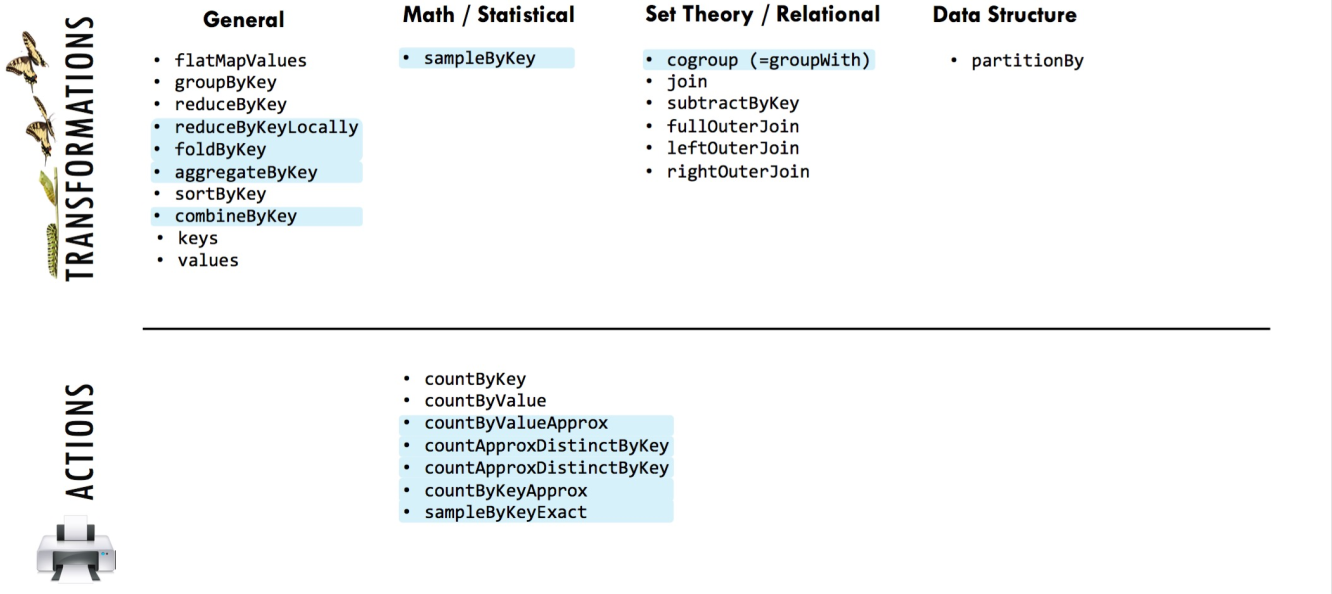 TRANSFORMATIONS
General
• flatMapValues
• groupByKey
• reduceByKey
• reduceByKeyLocally
• foldByKey
• aggregateByKey
• sortByKey
• combineByKey
• keys
• values
Math / Statistical
• sampleByKey
Set Theory / Relational
• cogroup (=groupWith)
• join
• subtractByKey
• fullOuterJoin
• leftOuterJoin
• rightOuterJoin
Data Structure
• partitionBy
ACTIONS
• countByKey
• countByValue
• countByValueApprox
• countApproxDistinctByKey
• countApproxDistinctByKey
• countByKeyApprox
• sampleByKeyExact